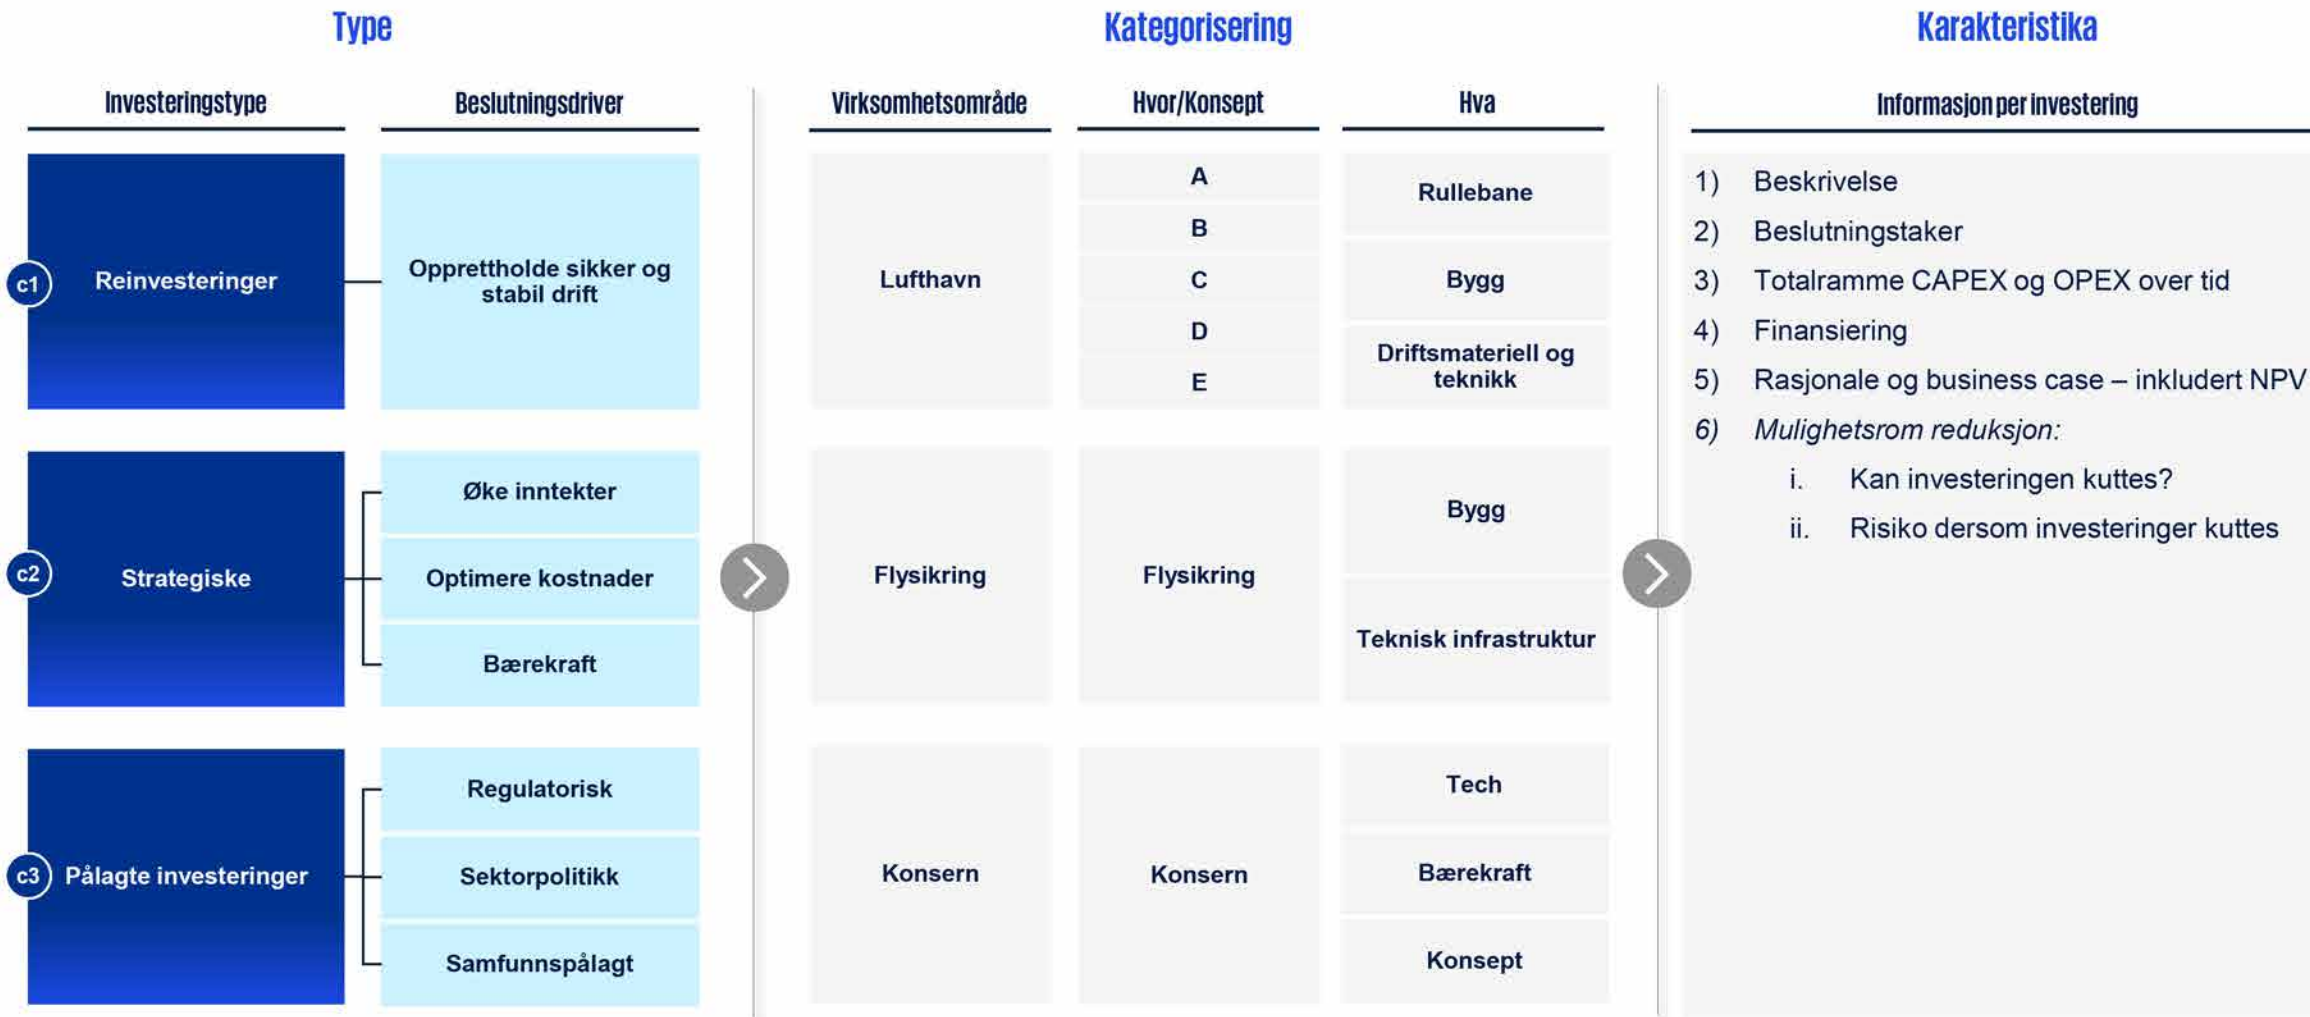 Type
Kategorisering
Karakteristika
Investeringstype
Beslutningsdriver
Virksomhetsområde
Hvor/Konsept
Hva
Informasjon per investering
c1
Reinvesteringer
Opprettholde sikker og
stabil drift
c2
Strategiske
Øke inntekter
Optimere kostnader
Bærekraft
c3
Pålagte investeringer
Regulatorisk
Sektorpolitikk
Samfunnspålagt
Lufthavn
A
B
C
D
E
Rullebane
Bygg
Driftsmateriell og
teknikk
Flysikring
Flysikring
Bygg
Teknisk infrastruktur
Konsern
Konsern
Tech
Bærekraft
Konsept
1) Beskrivelse
2) Beslutningstaker
3) Totalramme CAPEX og OPEX over tid
4) Finansiering
5) Rasjonale og business case – inkludert NPV
6) Mulighetsrom reduksjon:
i. Kan investeringen kuttes?
ii. Risiko dersom investeringer kuttes